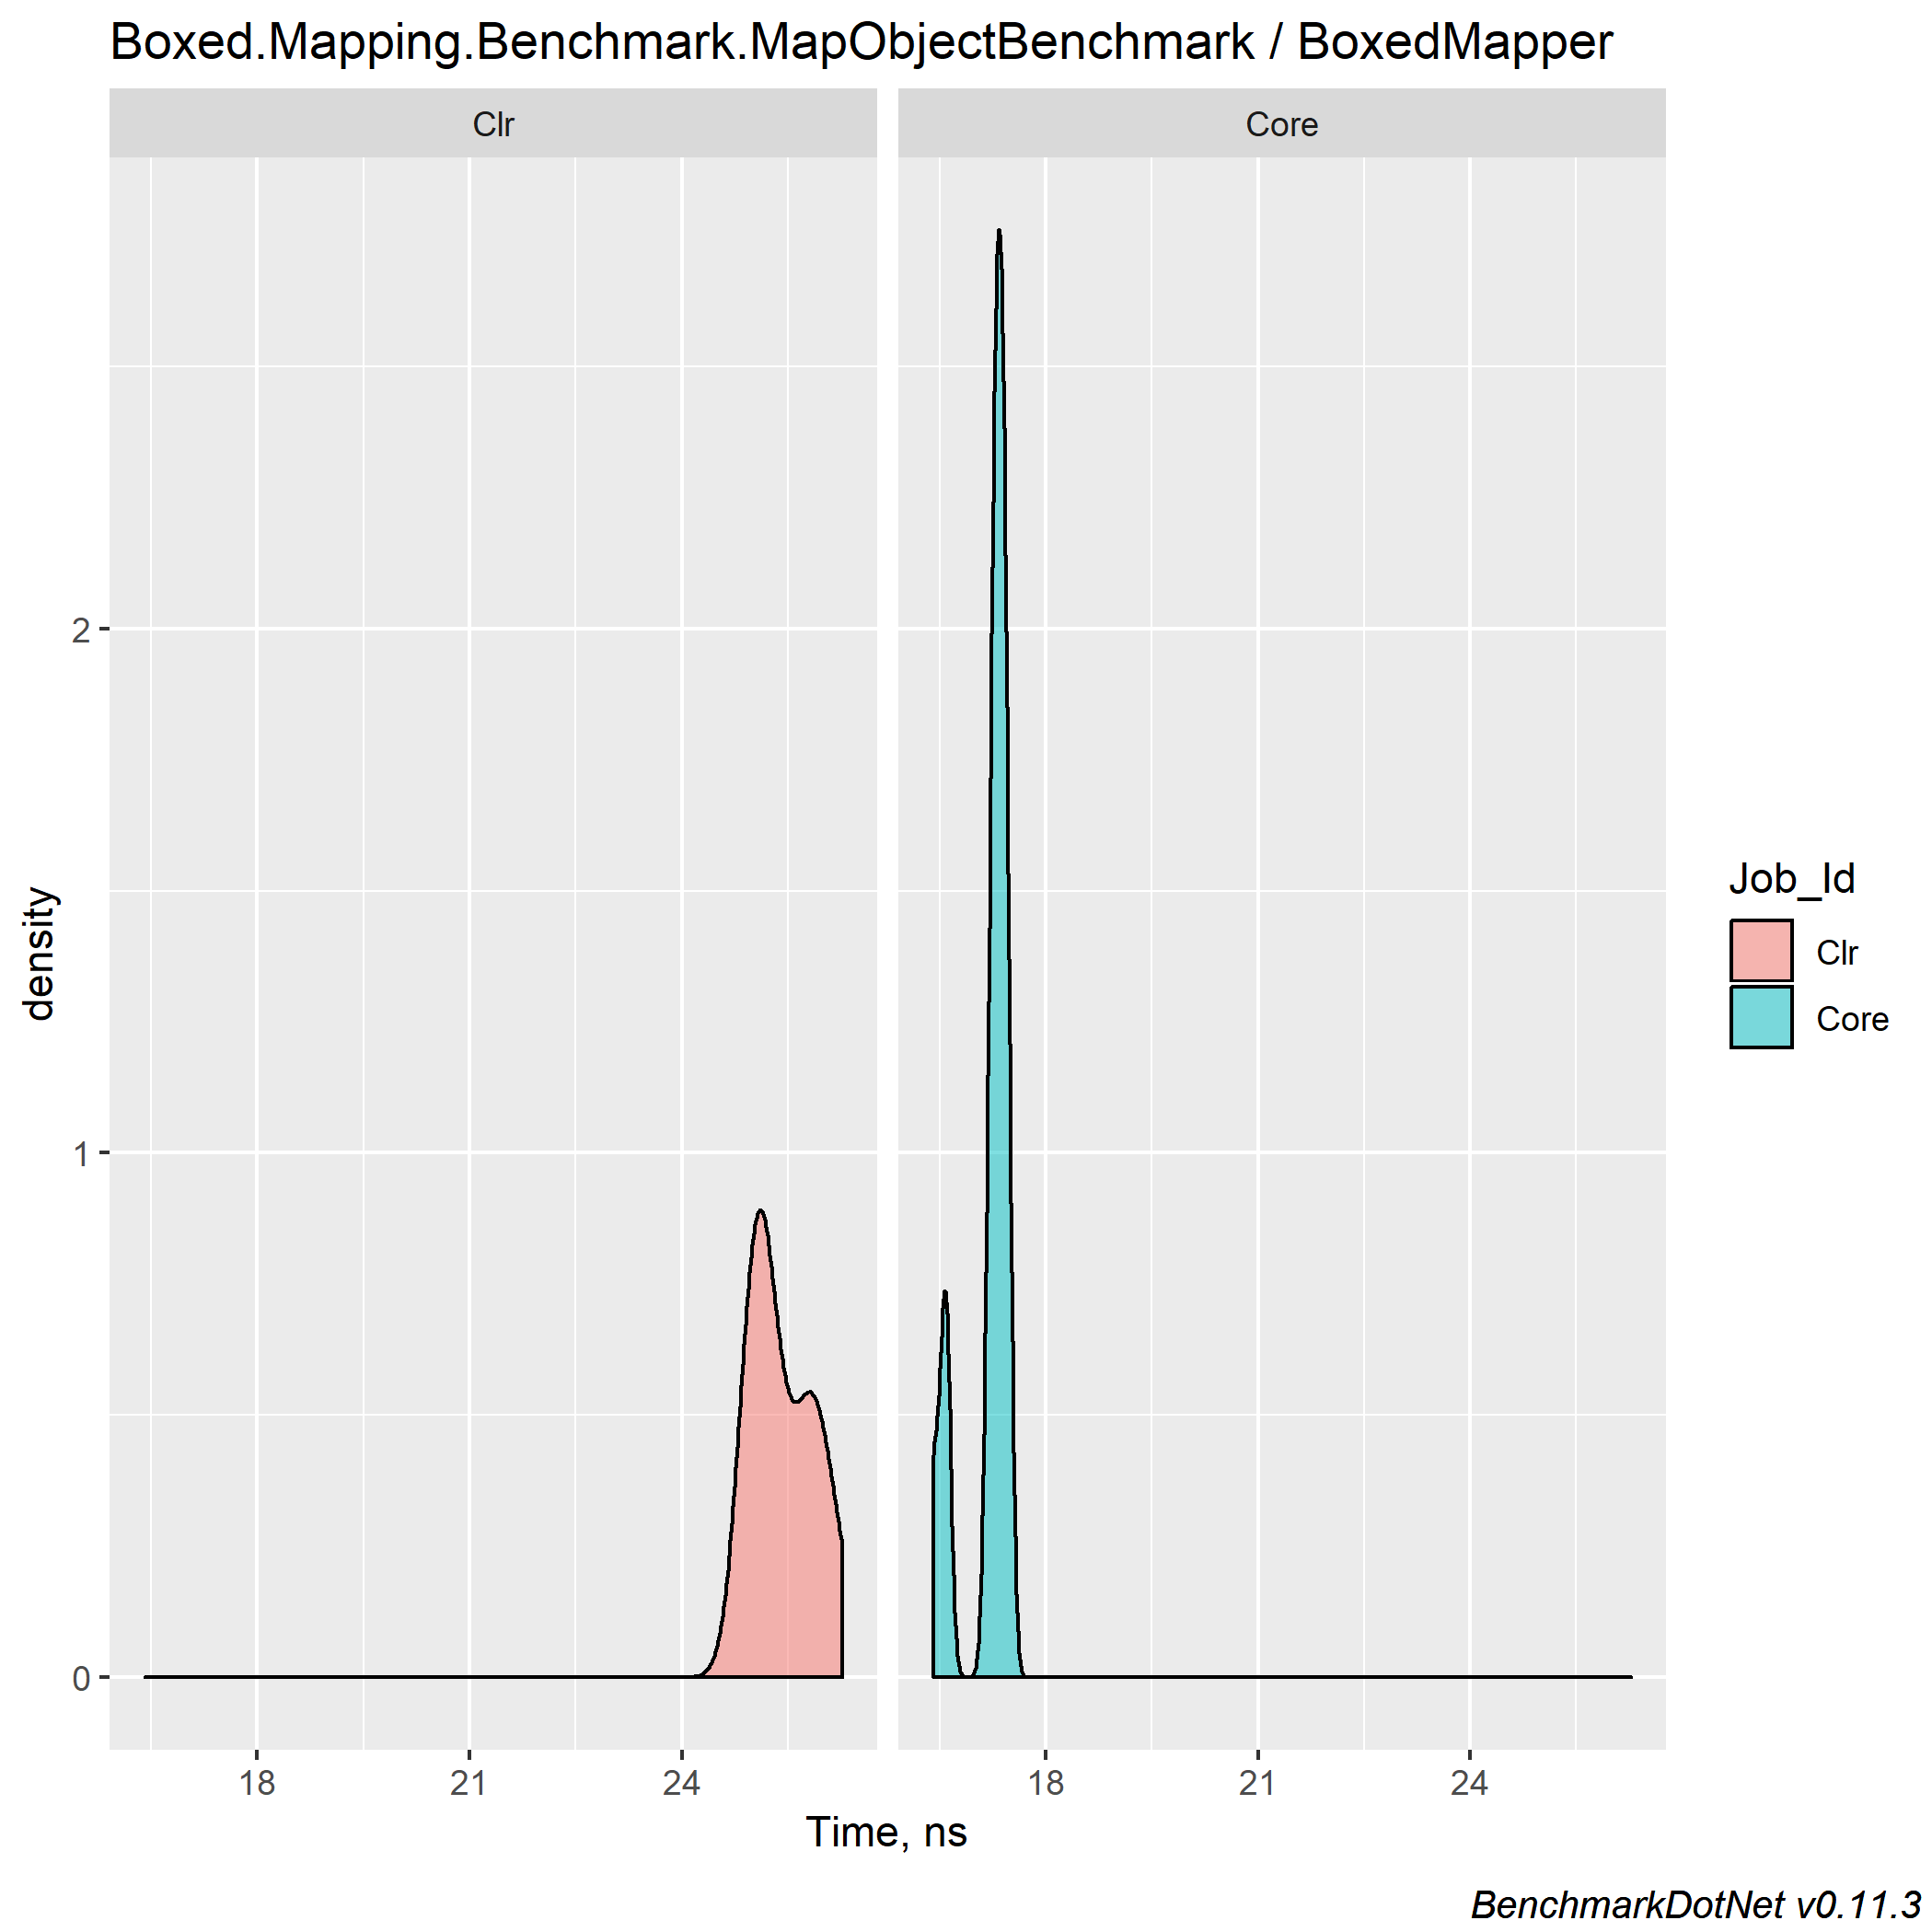 Boxed.Mapping.Benchmark.MapObjectBenchmark / BoxedMapper
Clr
Core
density
2
1
0
18
21
24
18
21
24
Time, ns
Job_Id
Clr
Core
BenchmarkDotNet v0.11.3